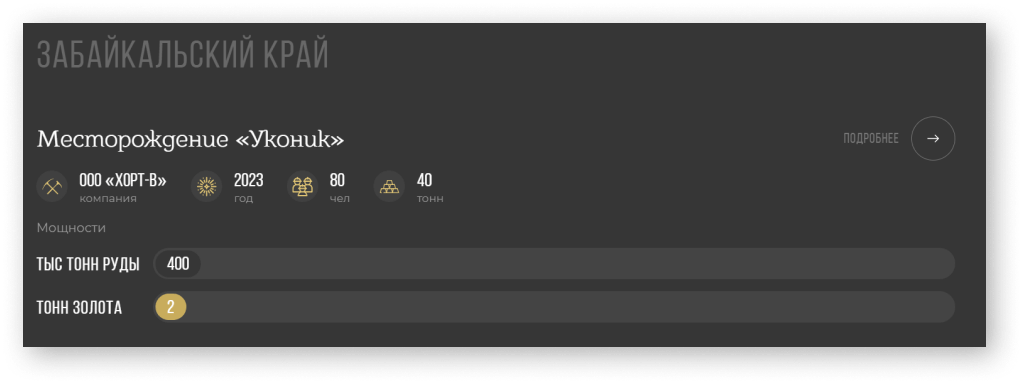 ЗАБАЙКАЛЬСКИЙ КРАЙ
Месторождение «Уконик»
ПОДРОБНЕЕ
ООО «ХОРТ-В» 2023 80 40
компания год чел тонн
Мощности
ТЫС ТОНН РУДЫ 400
ТОНН ЗОЛОТА 2